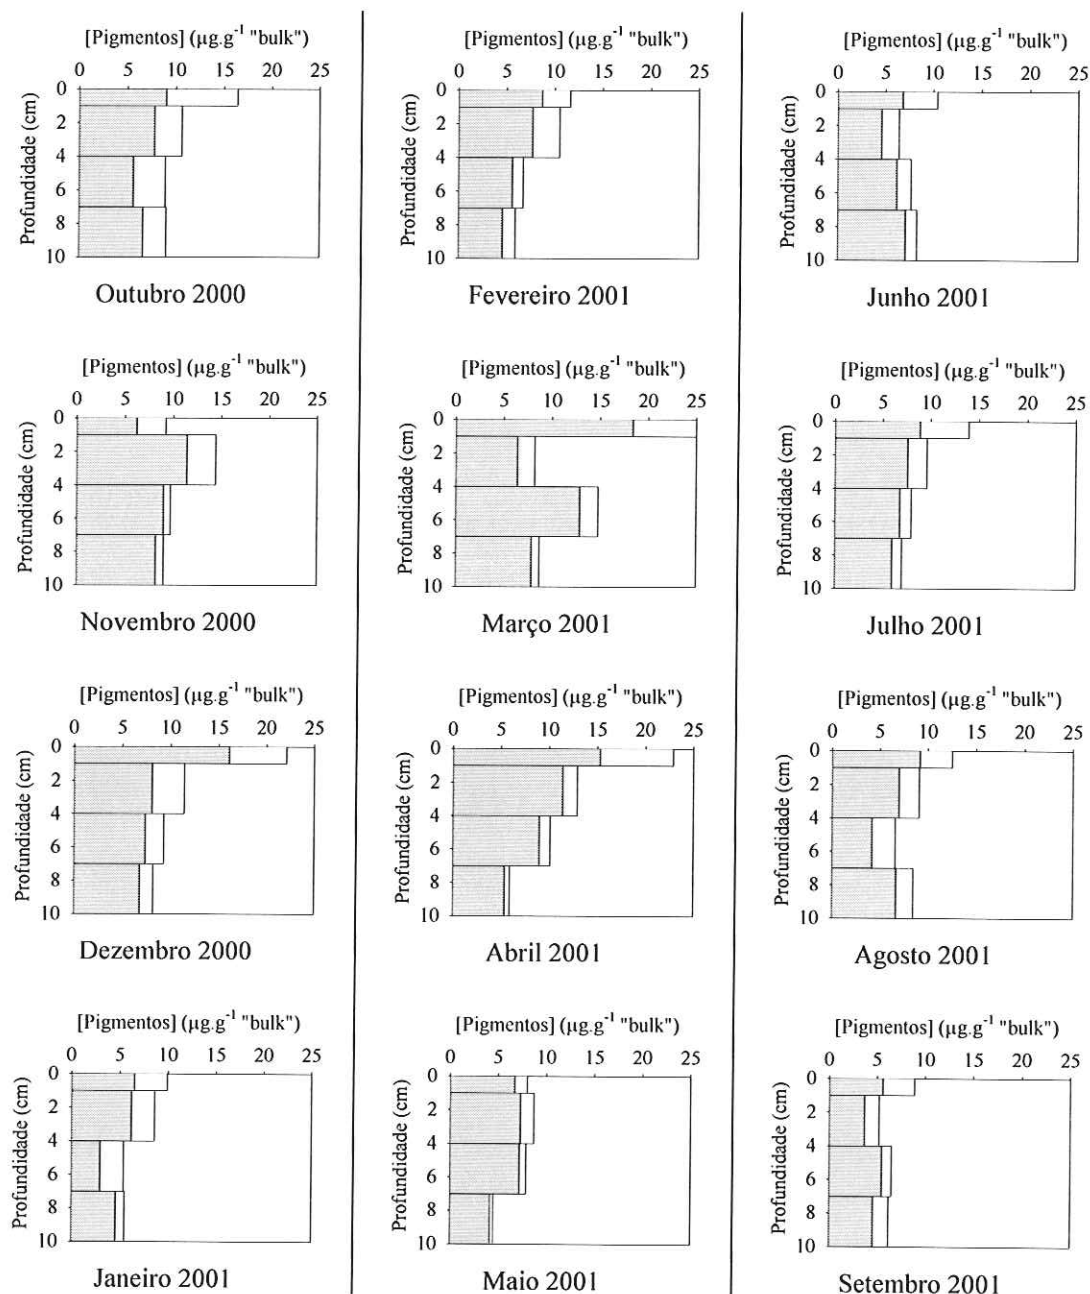 [Pigmentos] (µg.g-1 "bulk")
0 5 10 15 20 25
Profundidade (cm)
0
2
4
6
8
10
Outubro 2000
[Pigmentos] (µg.g-1 "bulk")
0 5 10 15 20 25
Profundidade (cm)
0
2
4
6
8
10
Novembro 2000
[Pigmentos] (µg.g-1 "bulk")
0 5 10 15 20 25
Profundidade (cm)
0
2
4
6
8
10
Dezembro 2000
[Pigmentos] (µg.g-1 "bulk")
0 5 10 15 20 25
Profundidade (cm)
0
2
4
6
8
10
Janeiro 2001
[Pigmentos] (µg.g-1 "bulk")
0 5 10 15 20 25
Profundidade (cm)
0
2
4
6
8
10
Fevereiro 2001
[Pigmentos] (µg.g-1 "bulk")
0 5 10 15 20 25
Profundidade (cm)
0
2
4
6
8
10
Março 2001
[Pigmentos] (µg.g-1 "bulk")
0 5 10 15 20 25
Profundidade (cm)
0
2
4
6
8
10
Abril 2001
[Pigmentos] (µg.g-1 "bulk")
0 5 10 15 20 25
Profundidade (cm)
0
2
4
6
8
10
Maio 2001
[Pigmentos] (µg.g-1 "bulk")
0 5 10 15 20 25
Profundidade (cm)
0
2
4
6
8
10
Junho 2001
[Pigmentos] (µg.g-1 "bulk")
0 5 10 15 20 25
Profundidade (cm)
0
2
4
6
8
10
Julho 2001
[Pigmentos] (µg.g-1 "bulk")
0 5 10 15 20 25
Profundidade (cm)
0
2
4
6
8
10
Agosto 2001
[Pigmentos] (µg.g-1 "bulk")
0 5 10 15 20 25
Profundidade (cm)
0
2
4
6
8
10
Setembro 2001